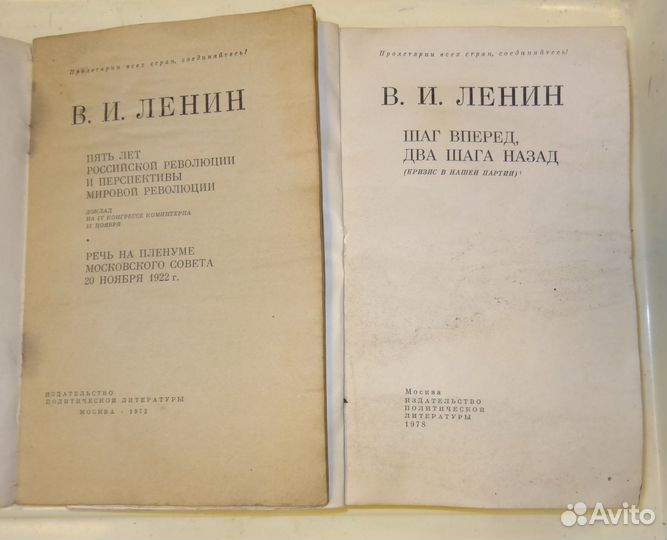 Пролетарии всех стран, соединяйтесь!
В. И. ЛЕНИН
ПЯТЬ ЛЕТ
РОССИЙСКОЙ РЕВОЛЮЦИИ
И ПЕРСПЕКТИВЫ
МИРОВОЙ РЕВОЛЮЦИИ
ДОКЛАД
НА IV КОНГРЕССЕ КОМИНТЕРНА
13 НОЯБРЯ
РЕЧЬ НА ПЛЕНУМЕ
МОСКОВСКОГО СОВЕТА
20 НОЯБРЯ 1922 г.
ИЗДАТЕЛЬСТВО
ПОЛИТИЧЕСКОЙ ЛИТЕРАТУРЫ
МОСКВА · 1972
Пролетарии всех стран, соединяйтесь!
В. И. ЛЕНИН
ШАГ ВПЕРЕД,
ДВА ШАГА НАЗАД
(КРИЗИС В НАШЕЙ ПАРТИИ) ¹
Москва
ИЗДАТЕЛЬСТВО
ПОЛИТИЧЕСКОЙ
ЛИТЕРАТУРЫ
1978
Avito